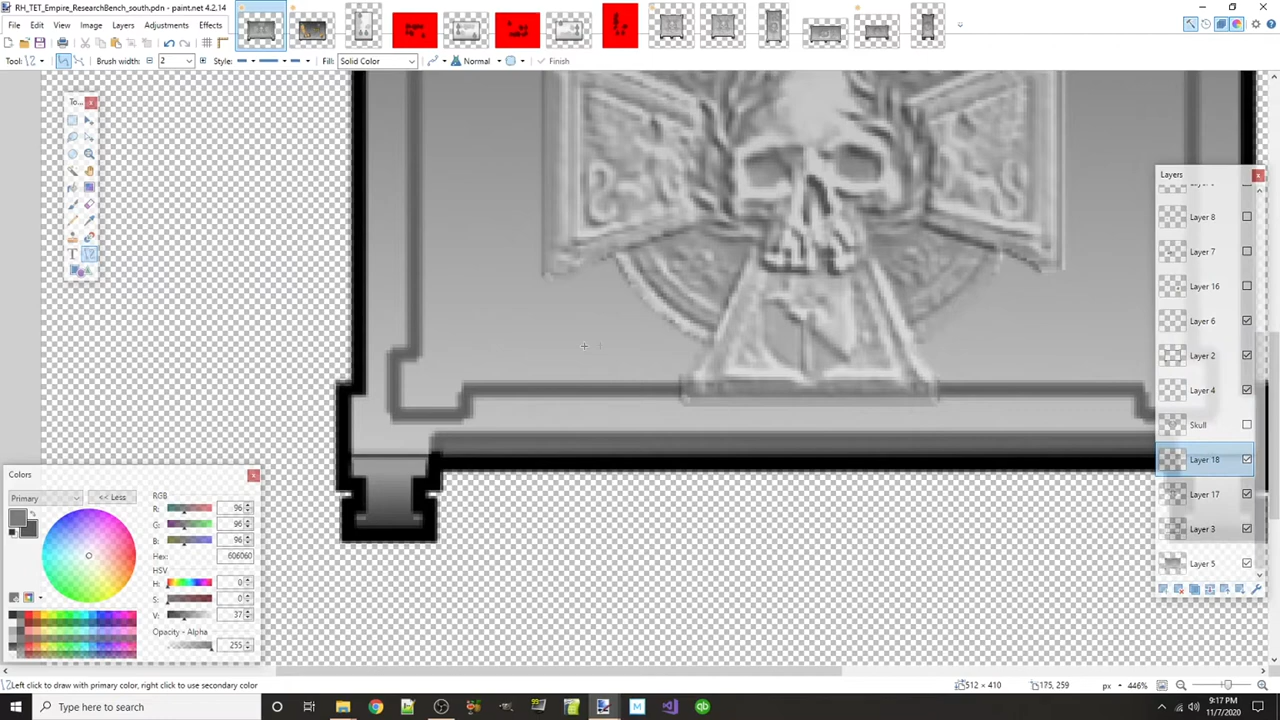 RH_TET_Empire_ResearchBench_south.pdn - paint.net 4.2.14
File Edit View Image Layers Adjustments Effects
Tool: Brush width: 2 Style: Fill: Solid Color Normal Finish
To...
T
Layers
Layer 8
Layer 7
Layer 16
Layer 6
Layer 2
Layer 4
Skull
Layer 18
Layer 17
Layer 3
Layer 5
Colors
Primary << Less
RGB
R: 96
G: 96
B: 96
Hex: 606060
HSV
H: 0
S: 0
V: 37
Opacity - Alpha
255
Left click to draw with primary color, right click to use secondary color
512 × 410
175, 259
px
446%
Type here to search
9:17 PM
11/7/2020